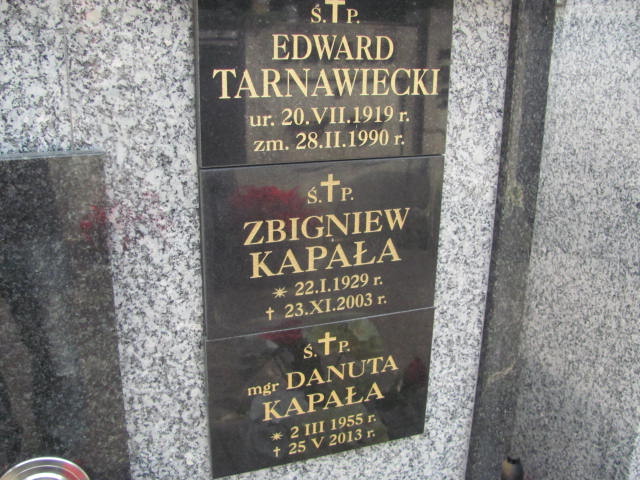 Ś. P.
EDWARD
TARNAWIECKI
ur. 20.VII.1919 r.
zm. 28.II.1990 r.
Ś. P.
ZBIGNIEW
KAPAŁA
* 22.I.1929 r.
† 23.XI.2003 r.
Ś. P.
mgr DANUTA
KAPAŁA
* 2 III 1955 r.
† 25 V 2013 r.